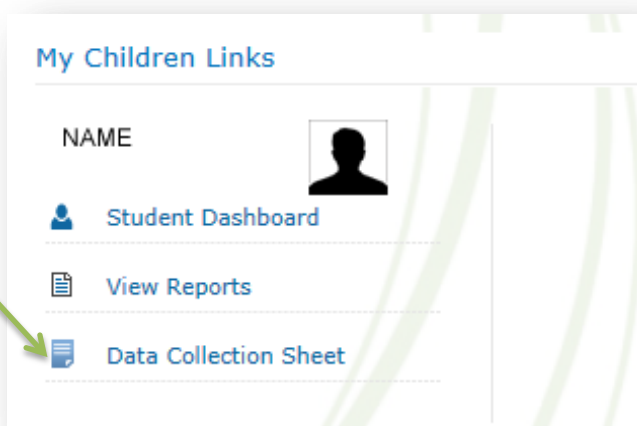 My Children Links
NAME
Student Dashboard
View Reports
Data Collection Sheet